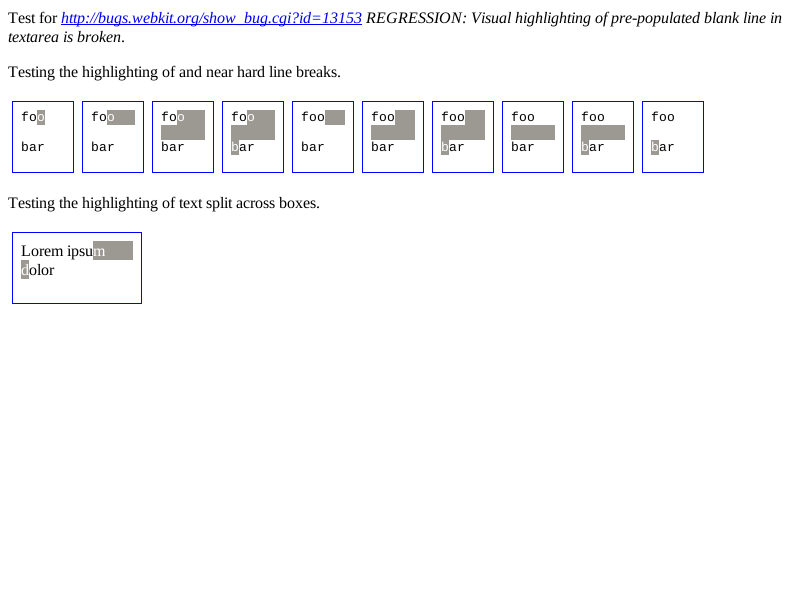 Test for http://bugs.webkit.org/show_bug.cgi?id=13153 REGRESSION: Visual highlighting of pre-populated blank line in
textarea is broken.
Testing the highlighting of and near hard line breaks.
foo foo foo foo foo foo foo foo foo foo
bar bar bar bar bar bar bar bar bar bar
Testing the highlighting of text split across boxes.
Lorem ipsum
dolor